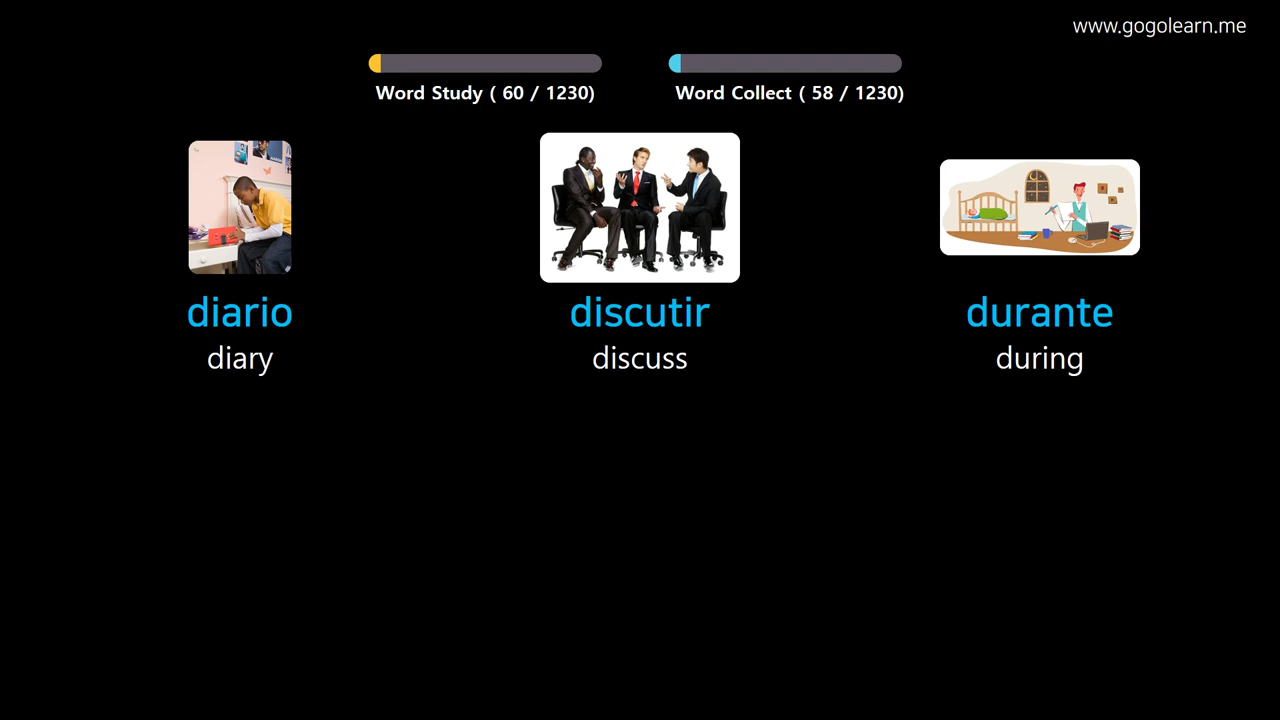 www.gogolearn.me
Word Study ( 60 / 1230)
Word Collect ( 58 / 1230)
diario
diary
discutir
discuss
durante
during